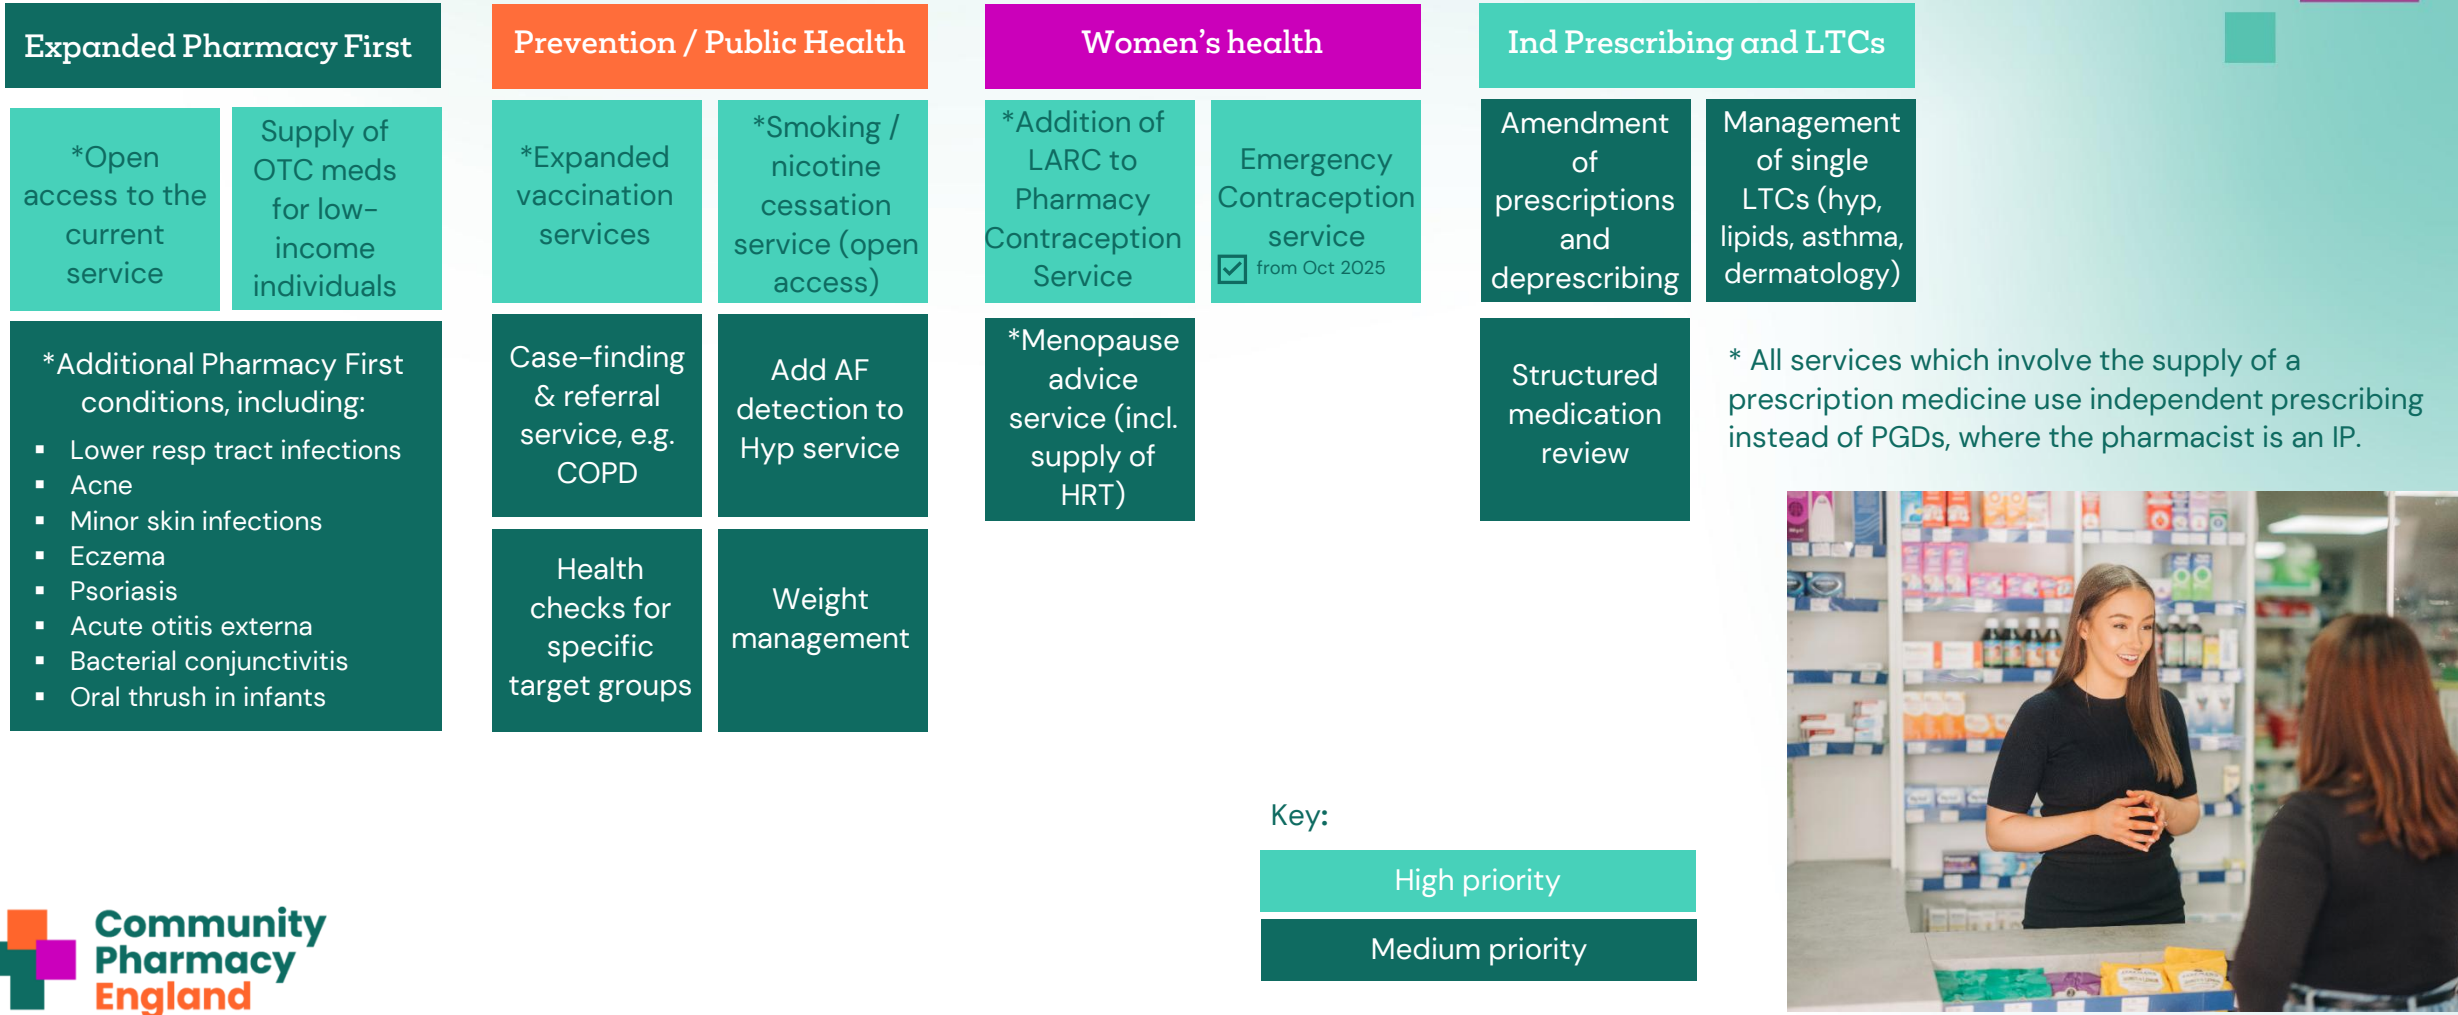 Expanded Pharmacy First
*Open
access to the
current
service
Supply of
OTC meds
for low-
income
individuals
*Additional Pharmacy First
conditions, including:
▪ Lower resp tract infections
▪ Acne
▪ Minor skin infections
▪ Eczema
▪ Psoriasis
▪ Acute otitis externa
▪ Bacterial conjunctivitis
▪ Oral thrush in infants
Prevention / Public Health
*Expanded
vaccination
services
*Smoking /
nicotine
cessation
service (open
access)
Case-finding
& referral
service, e.g.
COPD
Add AF
detection to
Hyp service
Health
checks for
specific
target groups
Weight
management
Women's health
*Addition of
LARC to
Pharmacy
Contraception
Service
Emergency
Contraception
service
from Oct 2025
*Menopause
advice
service (incl.
supply of
HRT)
Ind Prescribing and LTCs
Amendment
of
prescriptions
and
deprescribing
Management
of single
LTCs (hyp,
lipids, asthma,
dermatology)
Structured
medication
review
* All services which involve the supply of a
prescription medicine use independent prescribing
instead of PGDs, where the pharmacist is an IP.
Key:
High priority
Medium priority
Community
Pharmacy
England